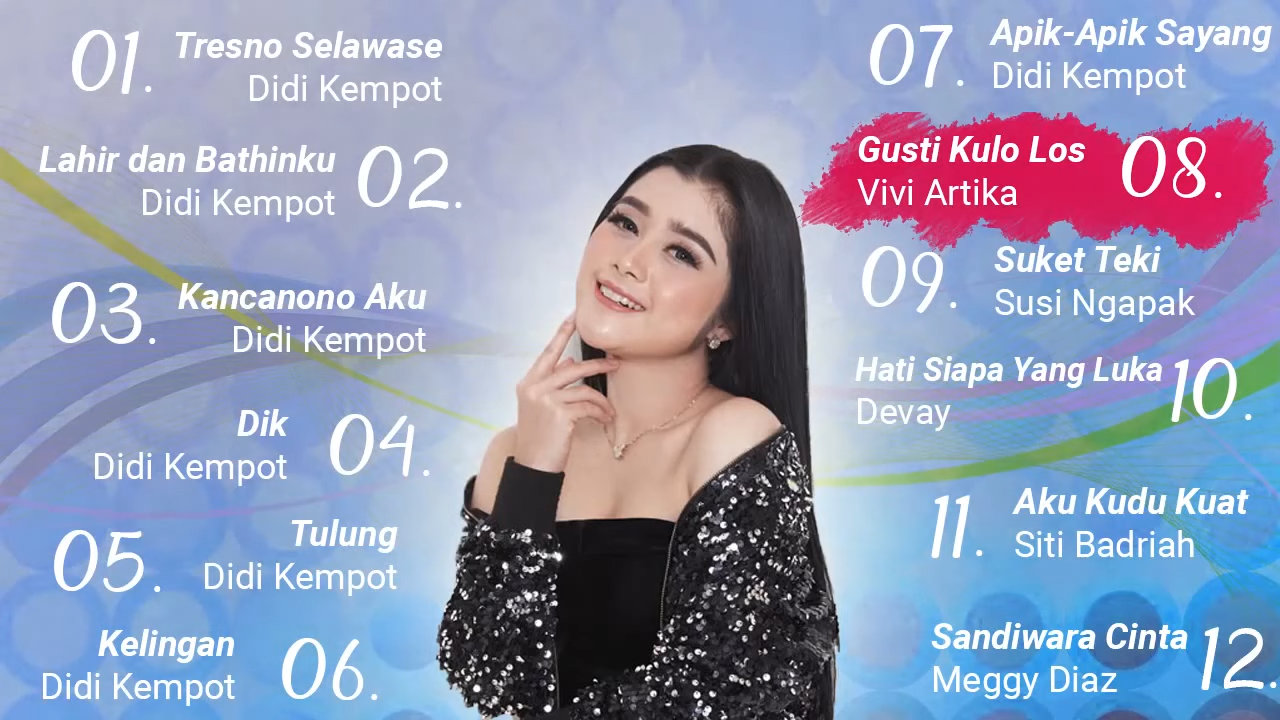 01.
Tresno Selawase
Didi Kempot
Lahir dan Bathinku
Didi Kempot
02.
03.
Kancanono Aku
Didi Kempot
Dik
Didi Kempot
04.
05.
Tulung
Didi Kempot
Kelingan
Didi Kempot
06.
07.
Apik-Apik Sayang
Didi Kempot
Gusti Kulo Los
Vivi Artika
08.
09.
Suket Teki
Susi Ngapak
Hati Siapa Yang Luka
Devay
10.
11.
Aku Kudu Kuat
Siti Badriah
Sandiwara Cinta
Meggy Diaz
12.